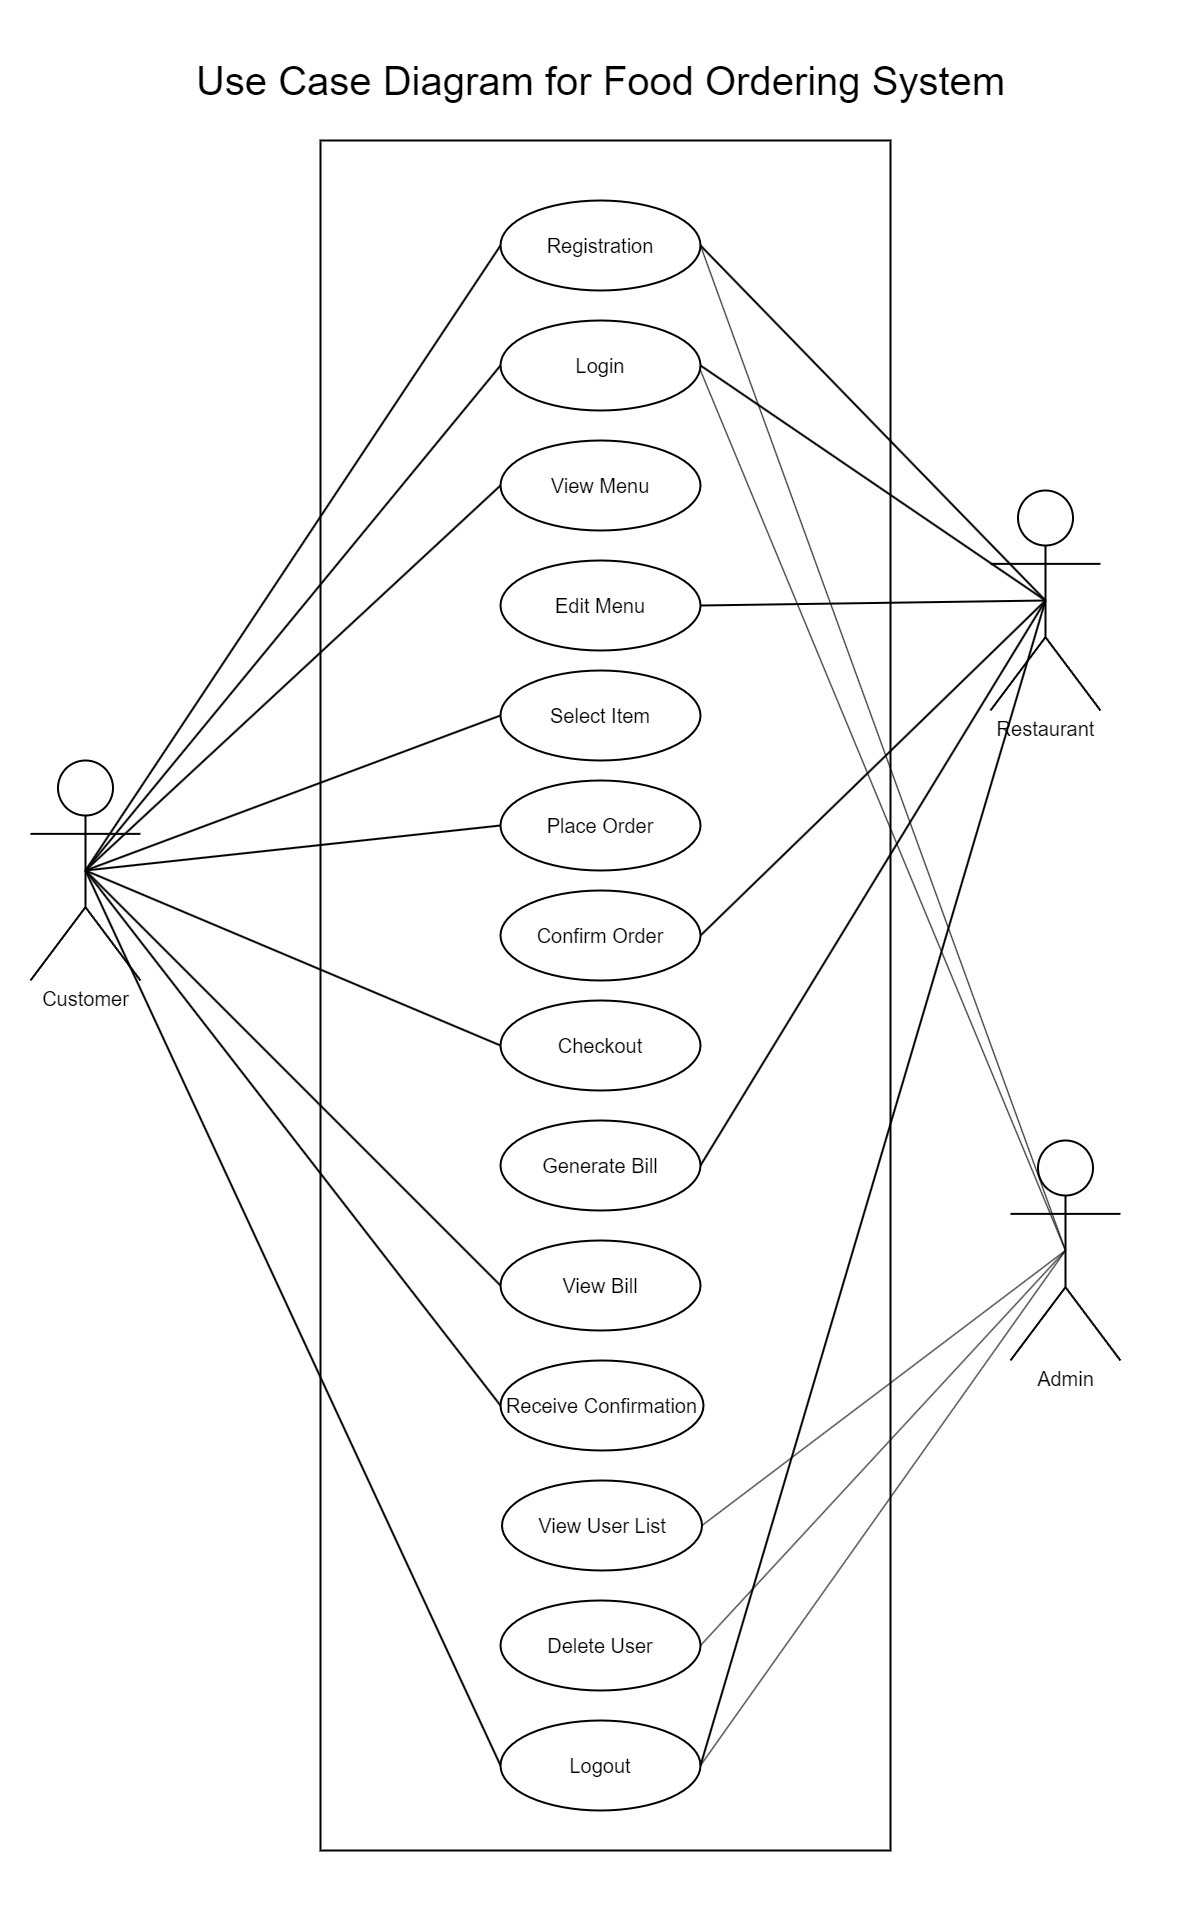 Use Case Diagram for Food Ordering System
Registration
Login
View Menu
Edit Menu
Select Item
Restaurant
Place Order
Confirm Order
Customer
Checkout
Generate Bill
View Bill
Admin
Receive Confirmation
View User List
Delete User
Logout